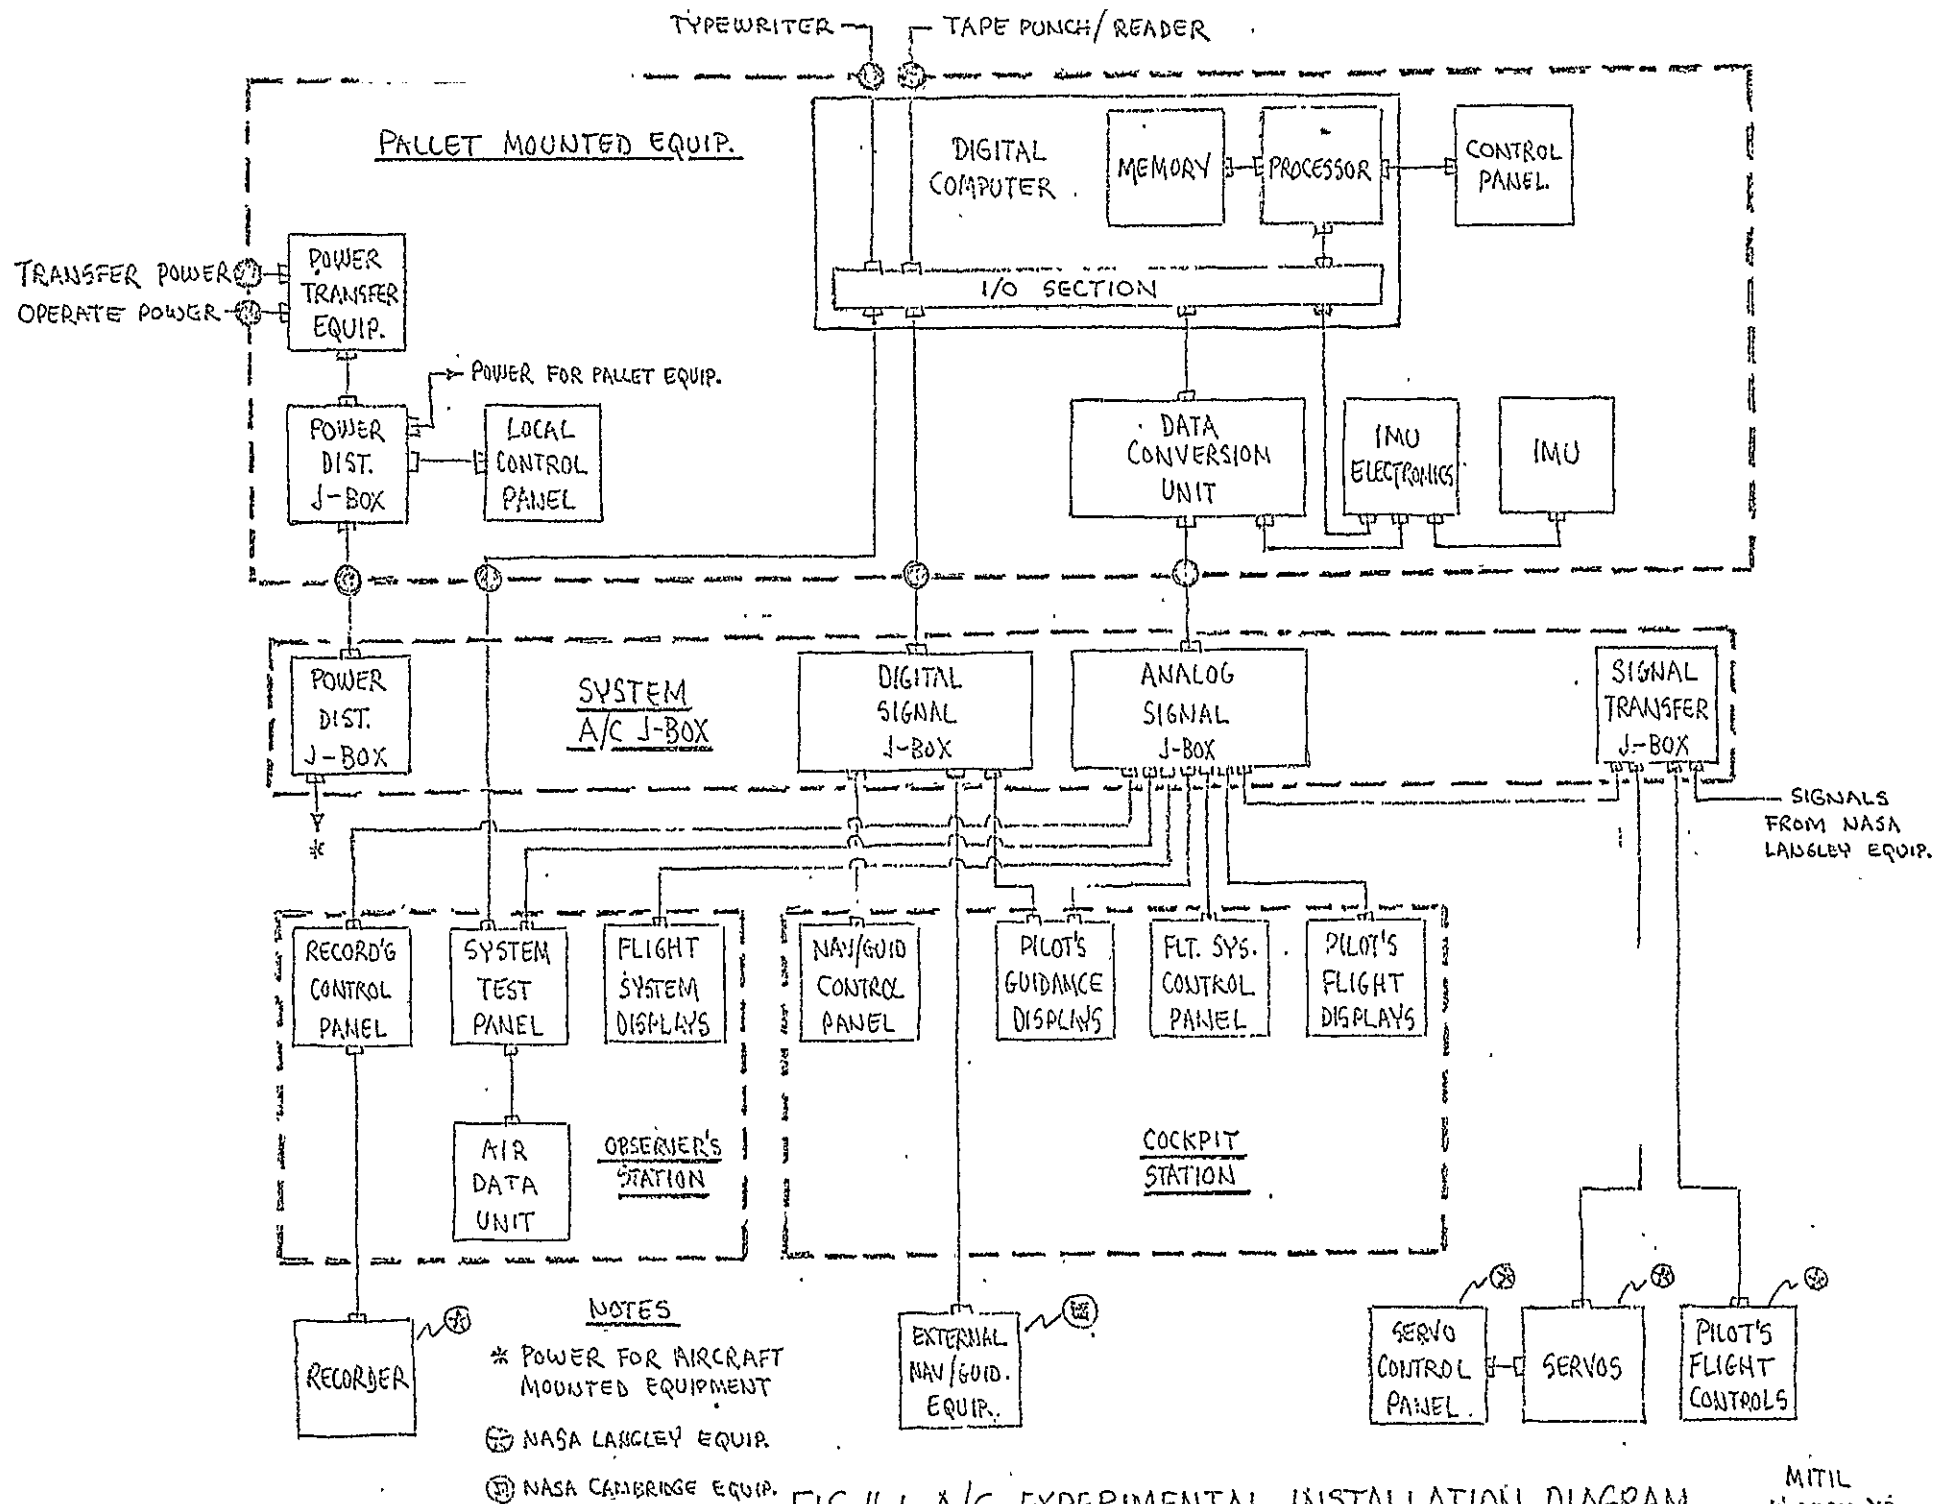 TYPEWRITER
TAPE PUNCH/READER
PALLET MOUNTED EQUIP.
DIGITAL
COMPUTER
MEMORY
PROCESSOR
CONTROL
PANEL
I/O SECTION
TRANSFER POWER
OPERATE POWER
POWER
TRANSFER
EQUIP.
POWER FOR PALLET EQUIP.
POWER
DIST.
J-BOX
LOCAL
CONTROL
PANEL
DATA
CONVERSION
UNIT
IMU
ELECTRONICS
IMU
POWER
DIST.
J-BOX
SYSTEM
A/C J-BOX
DIGITAL
SIGNAL
J-BOX
ANALOG
SIGNAL
J-BOX
SIGNAL
TRANSFER
J-BOX
*
SIGNALS
FROM NASA
LANGLEY EQUIP.
RECORD'G
CONTROL
PANEL
SYSTEM
TEST
PANEL
FLIGHT
SYSTEM
DISPLAYS
NAV/GUID
CONTROL
PANEL
PILOT'S
GUIDANCE
DISPLAYS
FLT. SYS.
CONTROL
PANEL
PILOT'S
FLIGHT
DISPLAYS
AIR
DATA
UNIT
OBSERVER'S
STATION
COCKPIT
STATION
RECORDER
NOTES
* POWER FOR AIRCRAFT
MOUNTED EQUIPMENT
NASA LANGLEY EQUIP.
NASA CAMBRIDGE EQUIP.
EXTERNAL
NAV/GUID.
EQUIP.
SERVO
CONTROL
PANEL
SERVOS
PILOT'S
FLIGHT
CONTROLS
A/C EXPERIMENTAL INSTALLATION DIAGRAM
MITIL